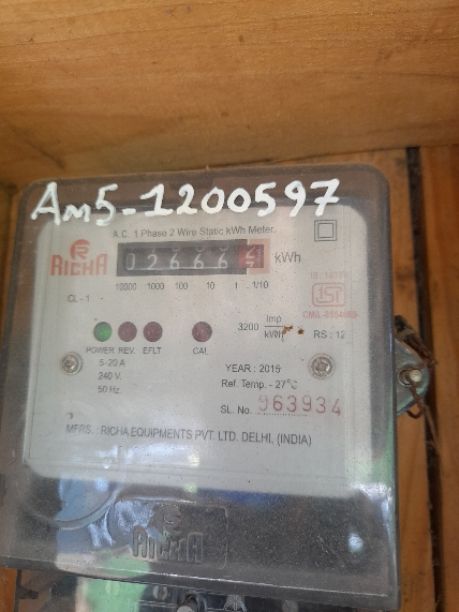 Am5-1200597
A.C. 1 Phase 2 Wire Static kWh Meter.
RICHA
02666 kWh
10000 1000 100 10 1 1/10
CL - 1
ISI
3200 Imp/kWh
RS : 12
POWER REV. EFLT CAL
5-20 A
240 V.
50 Hz.
YEAR : 2015
Ref. Temp. - 27°C
SL. No. 963934
MFRS. : RICHA EQUIPMENTS PVT. LTD. DELHI, (INDIA)
RICHA